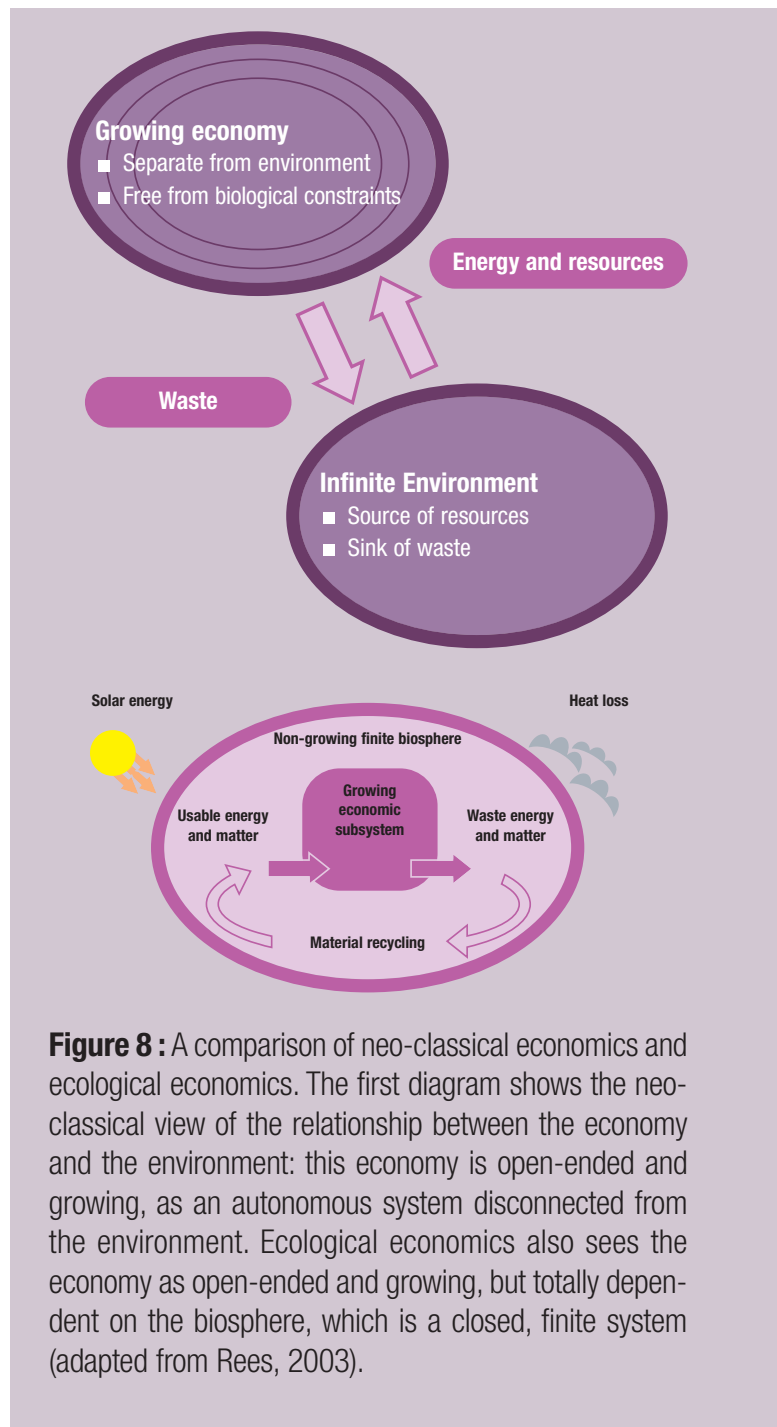 Growing economy
■ Separate from environment
■ Free from biological constraints
Energy and resources
Waste
Infinite Environment
■ Source of resources
■ Sink of waste
Solar energy
Heat loss
Non-growing finite biosphere
Usable energy
and matter
Growing
economic
subsystem
Waste energy
and matter
Material recycling
Figure 8 : A comparison of neo-classical economics and
ecological economics. The first diagram shows the neo-
classical view of the relationship between the economy
and the environment: this economy is open-ended and
growing, as an autonomous system disconnected from
the environment. Ecological economics also sees the
economy as open-ended and growing, but totally depen-
dent on the biosphere, which is a closed, finite system
(adapted from Rees, 2003).